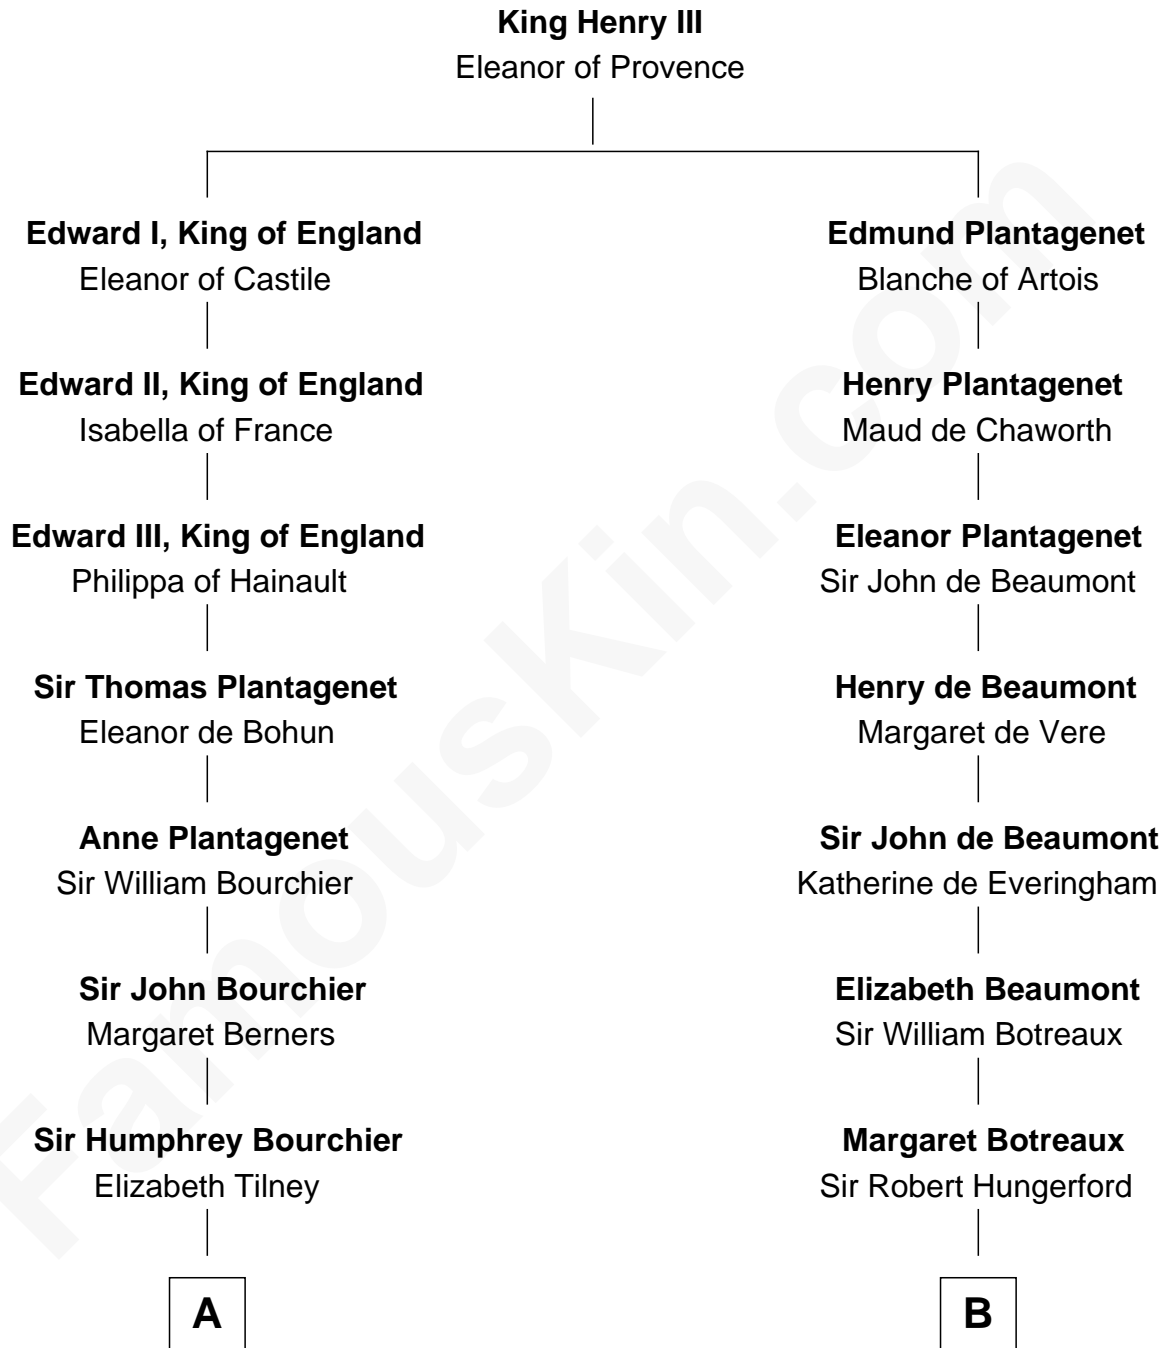 King Henry III
Eleanor of Provence
Edward I, King of England
Eleanor of Castile
Edward II, King of England
Isabella of France
Edward III, King of England
Philippa of Hainault
Sir Thomas Plantagenet
Eleanor de Bohun
Anne Plantagenet
Sir William Bourchier
Sir John Bourchier
Margaret Berners
Sir Humphrey Bourchier
Elizabeth Tilney
A
Edmund Plantagenet
Blanche of Artois
Henry Plantagenet
Maud de Chaworth
Eleanor Plantagenet
Sir John de Beaumont
Henry de Beaumont
Margaret de Vere
Sir John de Beaumont
Katherine de Everingham
Elizabeth Beaumont
Sir William Botreaux
Margaret Botreaux
Sir Robert Hungerford
B
FamousKin.com